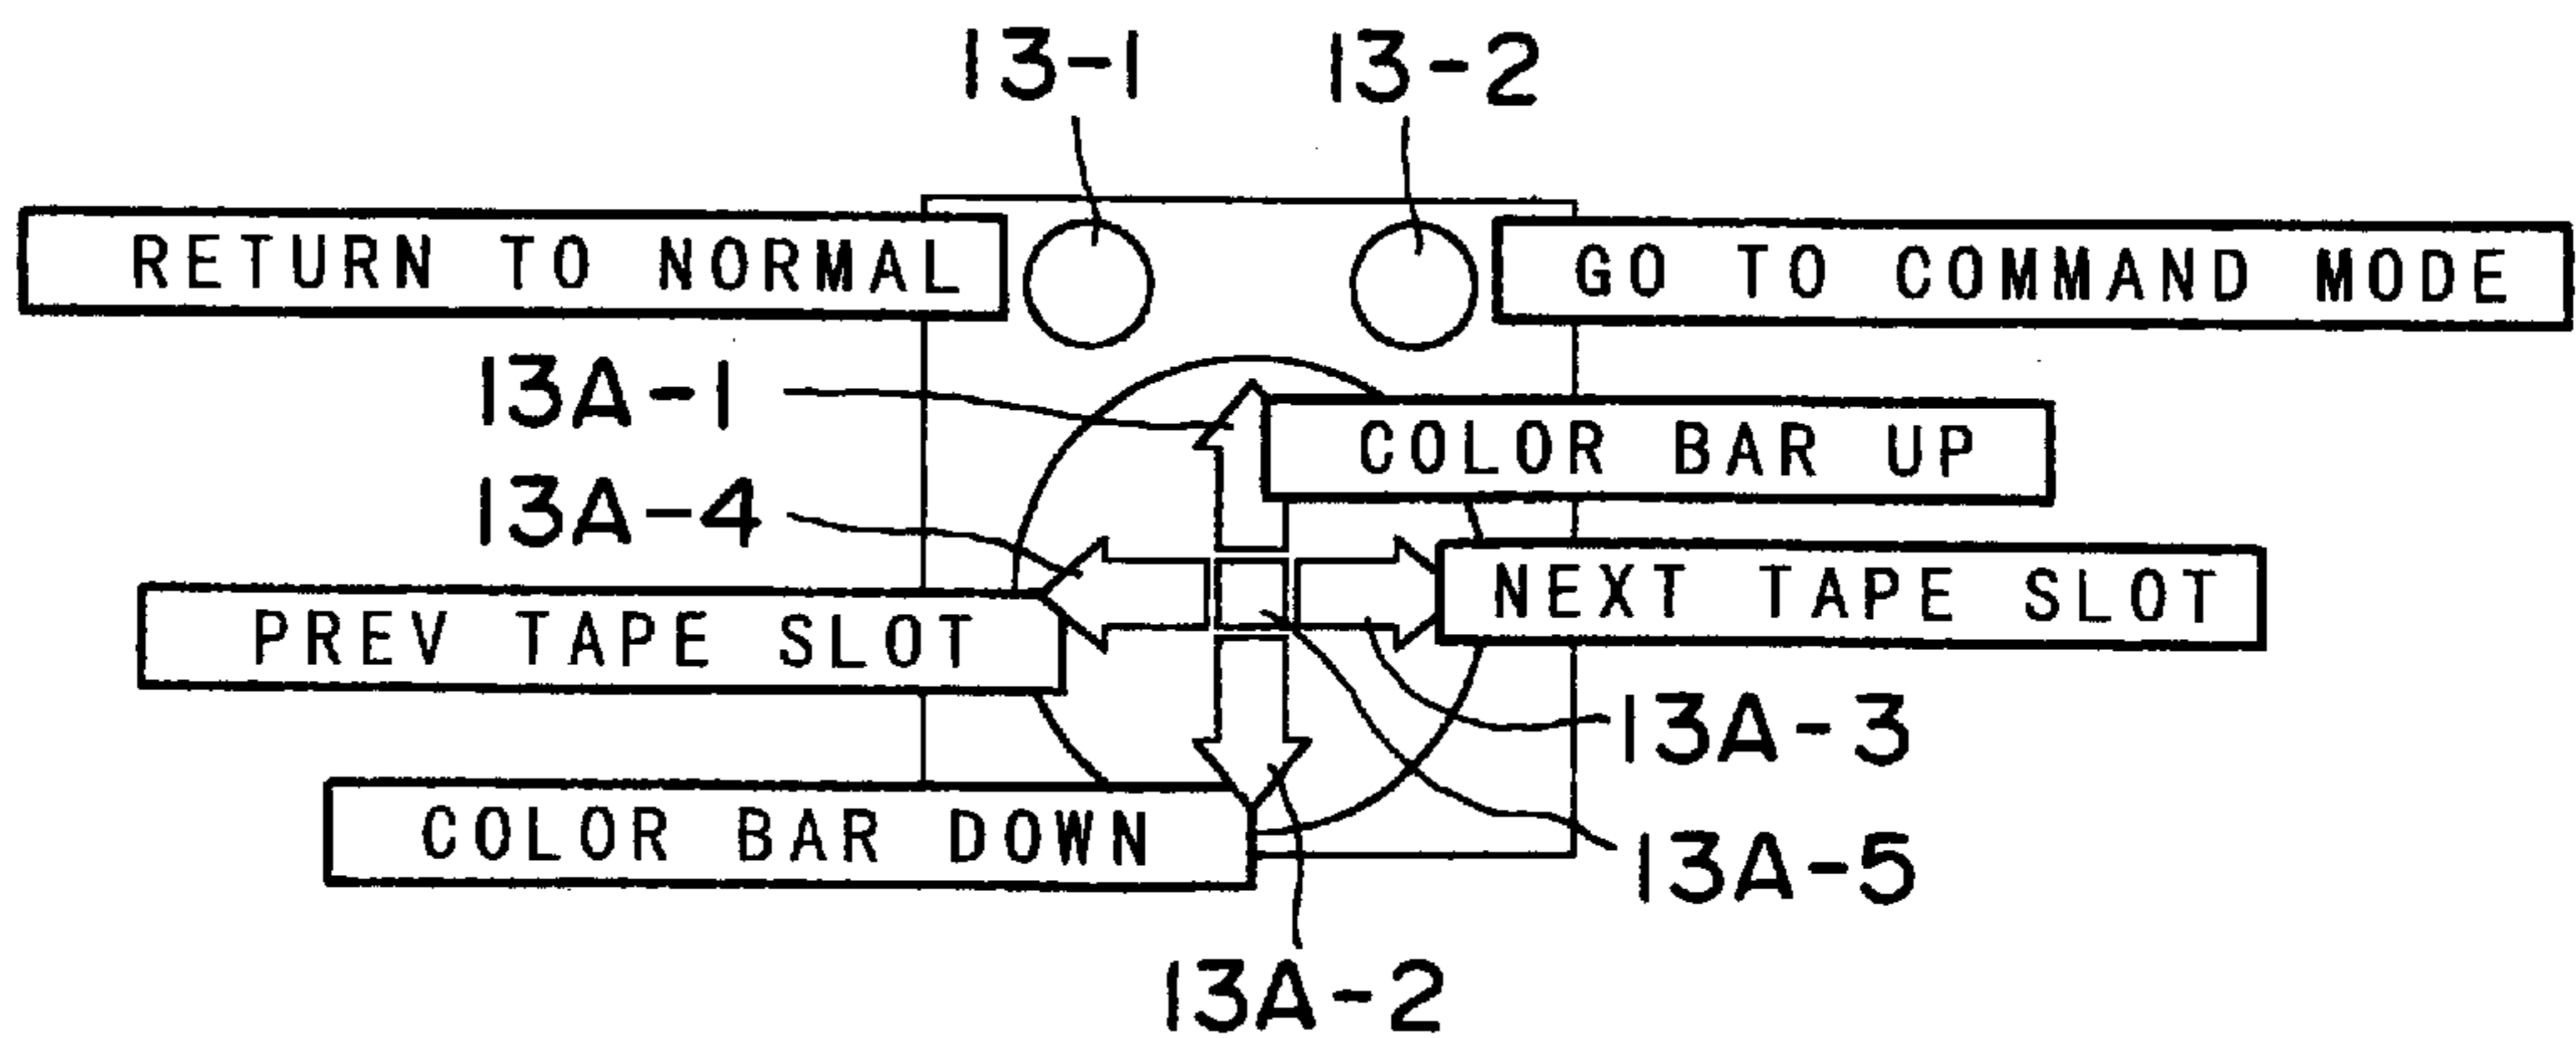 13-1 13-2
RETURN TO NORMAL GO TO COMMAND MODE
13A-1
COLOR BAR UP
13A-4
NEXT TAPE SLOT
PREV TAPE SLOT
13A-3
COLOR BAR DOWN
13A-5
13A-2